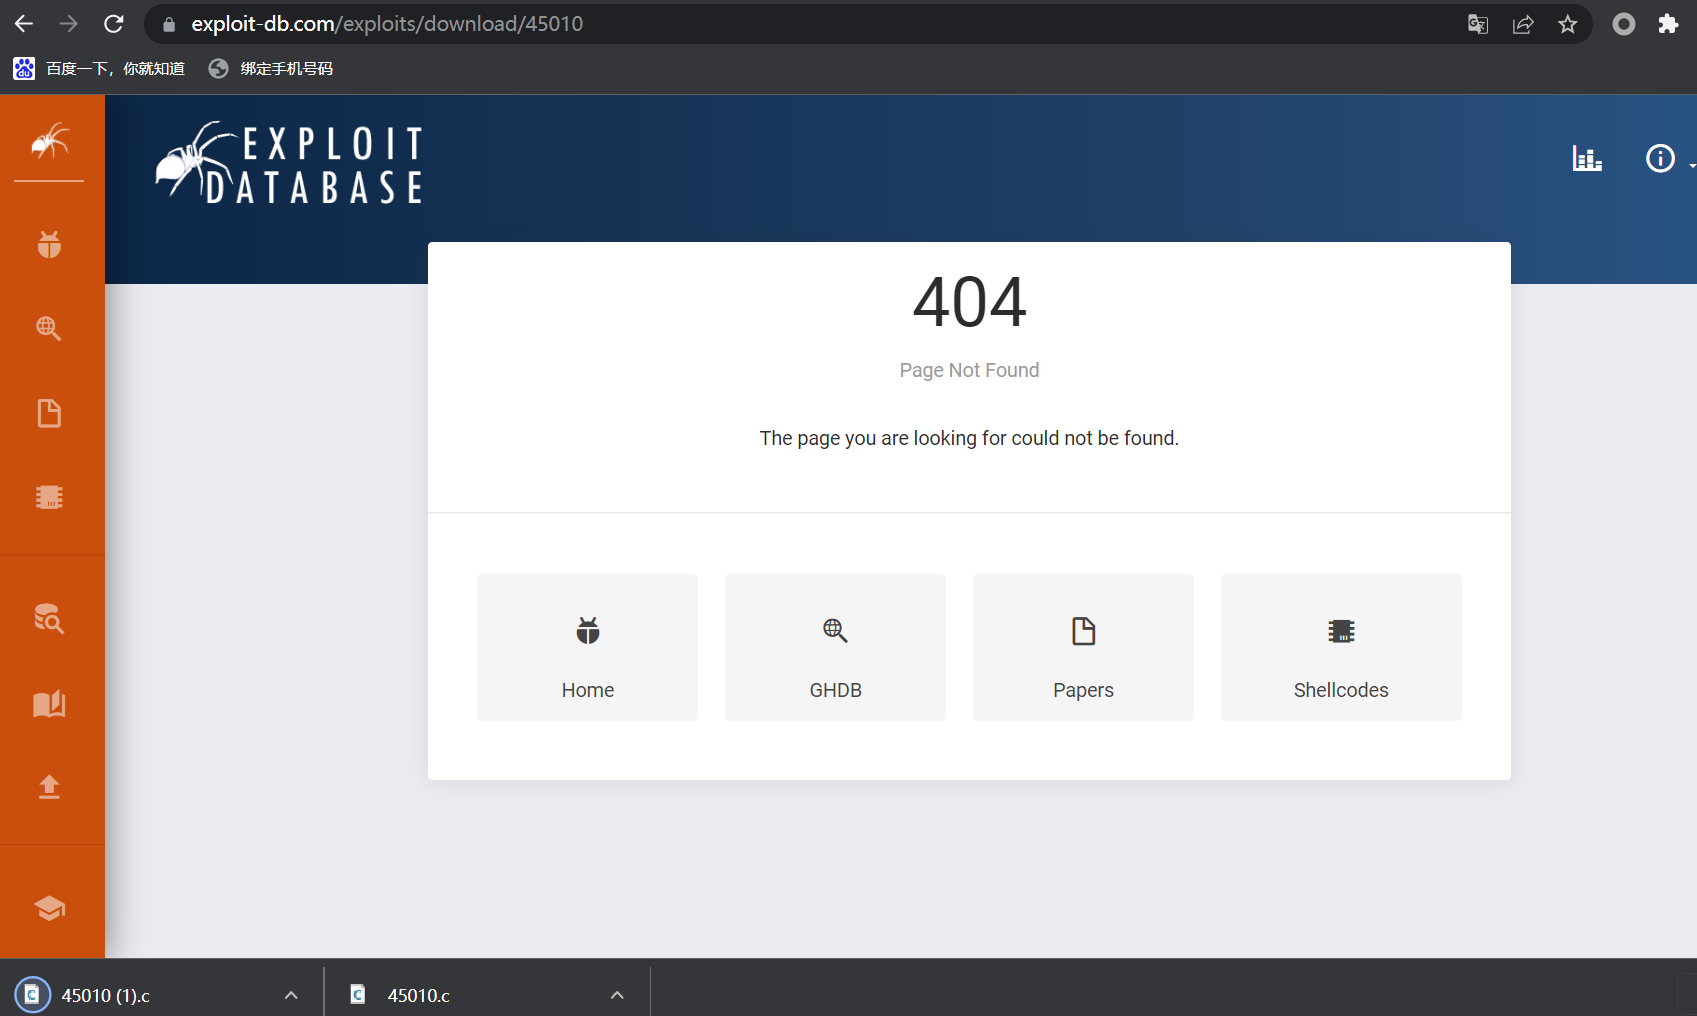 exploit-db.com/exploits/download/45010
百度一下，你就知道
绑定手机号码
EXPLOIT
DATABASE
404
Page Not Found
The page you are looking for could not be found.
Home
GHDB
Papers
Shellcodes
45010 (1).c
45010.c